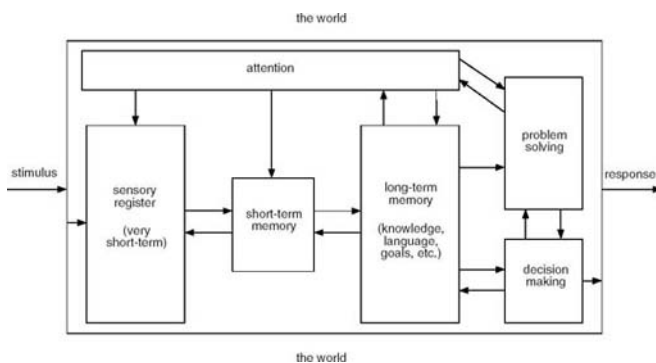 the world
attention
stimulus
sensory
register
(very
short-term)
short-term
memory
long-term
memory
(knowledge,
language,
goals, etc.)
problem
solving
decision
making
response
the world